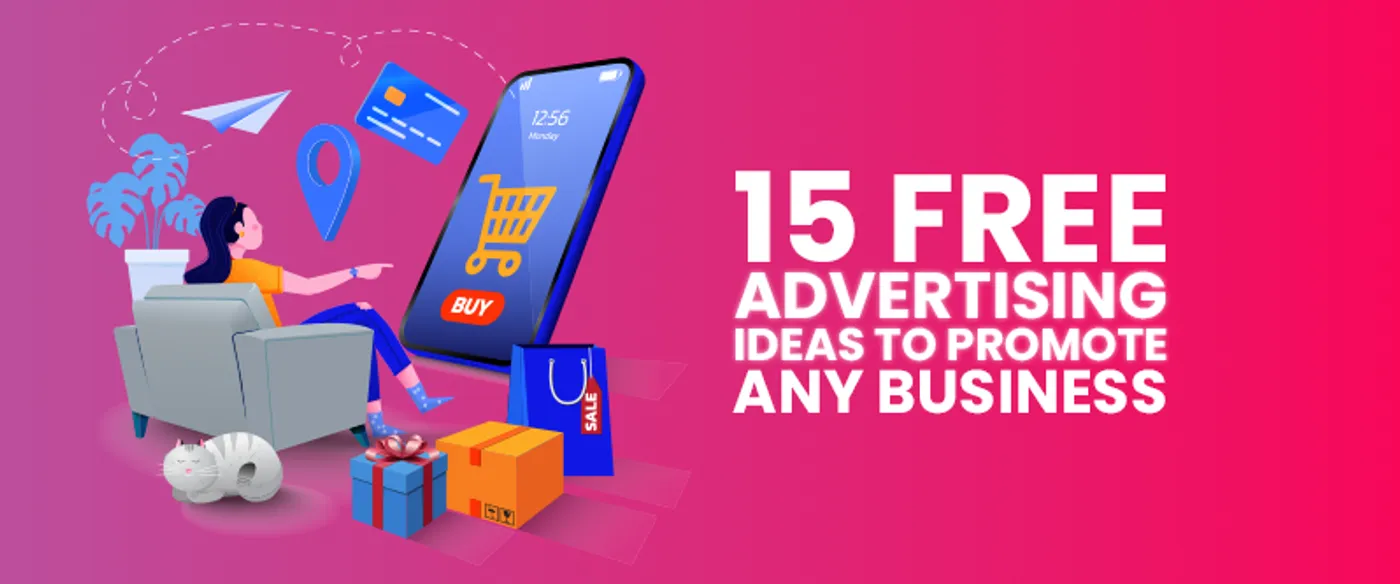 12:56
Monday
BUY
SALE
15 FREE
ADVERTISING
IDEAS TO PROMOTE
ANY BUSINESS